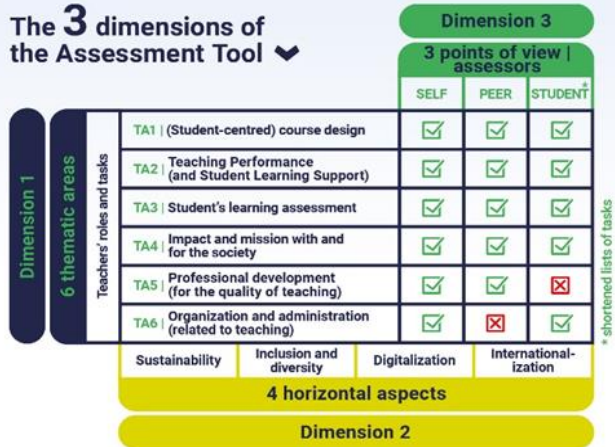 The 3 dimensions of
the Assessment Tool
Dimension 3
3 points of view |
assessors
SELF PEER STUDENT*
Dimension 1
6 thematic areas
Teachers' roles and tasks
TA1 | (Student-centred) course design
TA2 | Teaching Performance
(and Student Learning Support)
TA3 | Student's learning assessment
TA4 | Impact and mission with and
for the society
TA5 | Professional development
(for the quality of teaching)
TA6 | Organization and administration
(related to teaching)
* shortened lists of tasks
Sustainability
Inclusion and
diversity
Digitalization
International-
ization
4 horizontal aspects
Dimension 2